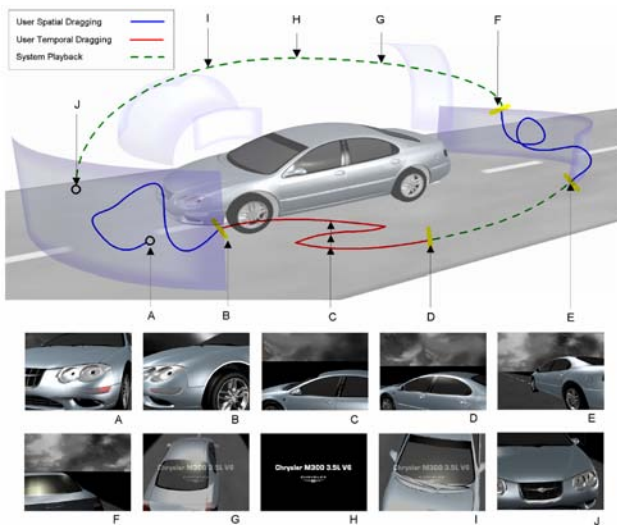 User Spatial Dragging
User Temporal Dragging
System Playback
I
H
G
F
J
A
B
C
D
E
A
B
C
D
E
Chrysler M300 3.5L V6
Chrysler M300 3.5L V6
CHRYSLER
Chrysler M300 3.5L V6
F
G
H
I
J